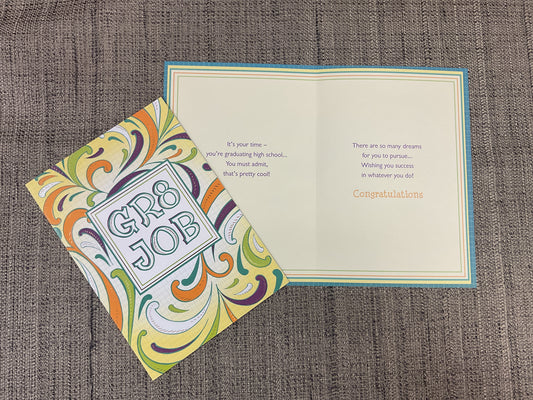 GR8
JOB
It's your time –
you're graduating high school...
You must admit,
that's pretty cool!
There are so many dreams
for you to pursue...
Wishing you success
in whatever you do!
Congratulations